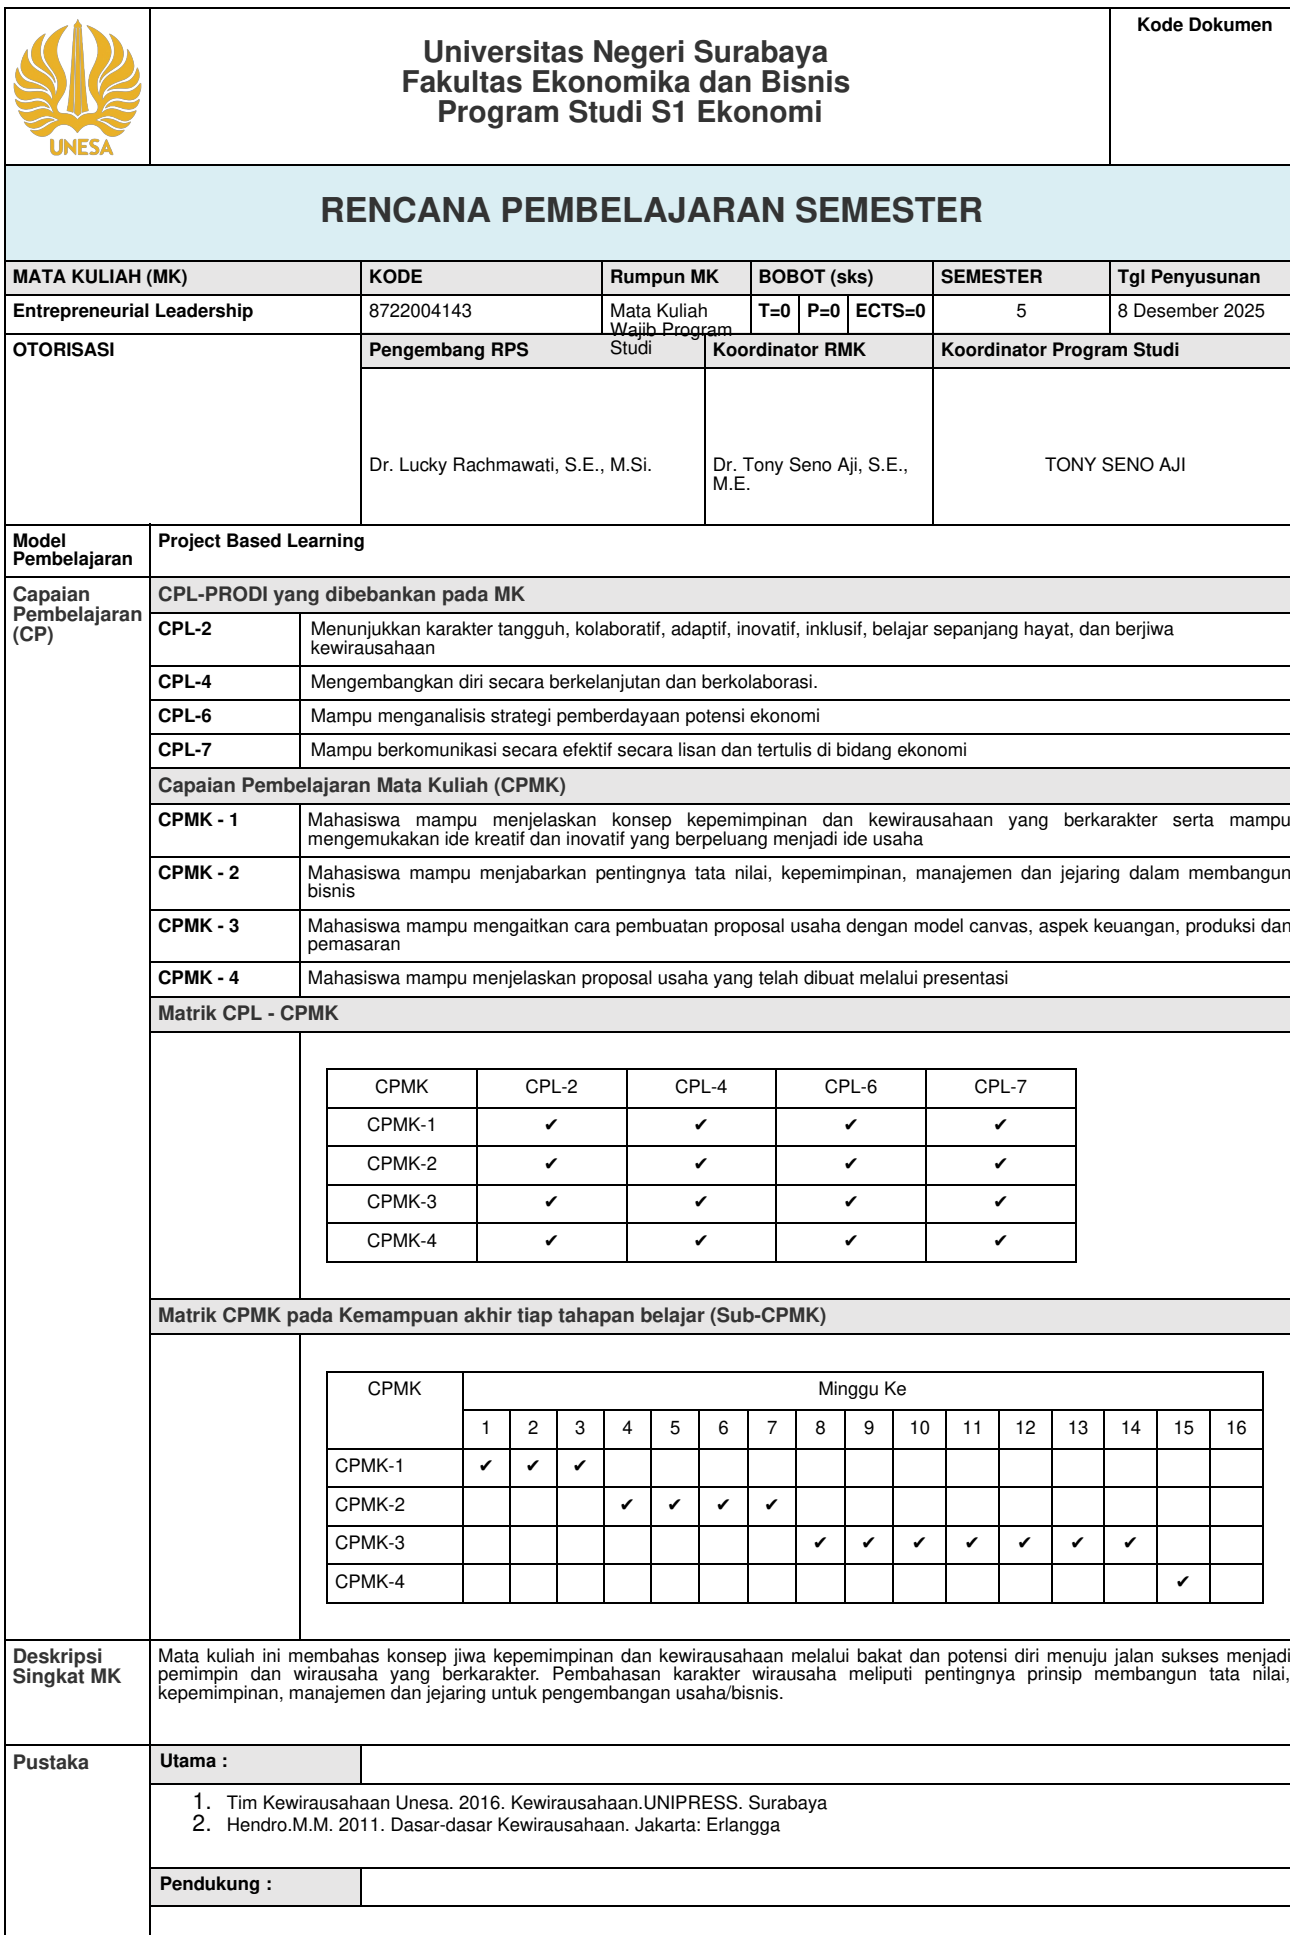 UNESA
Universitas Negeri Surabaya
Fakultas Ekonomika dan Bisnis
Program Studi S1 Ekonomi
Kode Dokumen
RENCANA PEMBELAJARAN SEMESTER
MATA KULIAH (MK) KODE Rumpun MK BOBOT (sks) SEMESTER Tgl Penyusunan
Entrepreneurial Leadership 8722004143 Mata Kuliah Wajib Program Studi T=0 P=0 ECTS=0 5 8 Desember 2025
OTORISASI Pengembang RPS Koordinator RMK Koordinator Program Studi
Dr. Lucky Rachmawati, S.E., M.Si. Dr. Tony Seno Aji, S.E., M.E. TONY SENO AJI
Model Pembelajaran Project Based Learning
Capaian Pembelajaran (CP)
CPL-PRODI yang dibebankan pada MK
CPL-2 Menunjukkan karakter tangguh, kolaboratif, adaptif, inovatif, inklusif, belajar sepanjang hayat, dan berjiwa
kewirausahaan
CPL-4 Mengembangkan diri secara berkelanjutan dan berkolaborasi.
CPL-6 Mampu menganalisis strategi pemberdayaan potensi ekonomi
CPL-7 Mampu berkomunikasi secara efektif secara lisan dan tertulis di bidang ekonomi
Capaian Pembelajaran Mata Kuliah (CPMK)
CPMK - 1 Mahasiswa mampu menjelaskan konsep kepemimpinan dan kewirausahaan yang berkarakter serta mampu
mengemukakan ide kreatif dan inovatif yang berpeluang menjadi ide usaha
CPMK - 2 Mahasiswa mampu menjabarkan pentingnya tata nilai, kepemimpinan, manajemen dan jejaring dalam membangun
bisnis
CPMK - 3 Mahasiswa mampu mengaitkan cara pembuatan proposal usaha dengan model canvas, aspek keuangan, produksi dan
pemasaran
CPMK - 4 Mahasiswa mampu menjelaskan proposal usaha yang telah dibuat melalui presentasi
Matrik CPL - CPMK
CPMK CPL-2 CPL-4 CPL-6 CPL-7
CPMK-1 ✔ ✔ ✔ ✔
CPMK-2 ✔ ✔ ✔ ✔
CPMK-3 ✔ ✔ ✔ ✔
CPMK-4 ✔ ✔ ✔ ✔
Matrik CPMK pada Kemampuan akhir tiap tahapan belajar (Sub-CPMK)
CPMK Minggu Ke
1 2 3 4 5 6 7 8 9 10 11 12 13 14 15 16
CPMK-1 ✔ ✔ ✔
CPMK-2 ✔ ✔ ✔ ✔
CPMK-3 ✔ ✔ ✔ ✔ ✔ ✔ ✔
CPMK-4 ✔
Deskripsi Singkat MK
Mata kuliah ini membahas konsep jiwa kepemimpinan dan kewirausahaan melalui bakat dan potensi diri menuju jalan sukses menjadi
pemimpin dan wirausaha yang berkarakter. Pembahasan karakter wirausaha meliputi pentingnya prinsip membangun tata nilai,
kepemimpinan, manajemen dan jejaring untuk pengembangan usaha/bisnis.
Pustaka Utama :
1. Tim Kewirausahaan Unesa. 2016. Kewirausahaan.UNIPRESS. Surabaya
2. Hendro.M.M. 2011. Dasar-dasar Kewirausahaan. Jakarta: Erlangga
Pendukung :